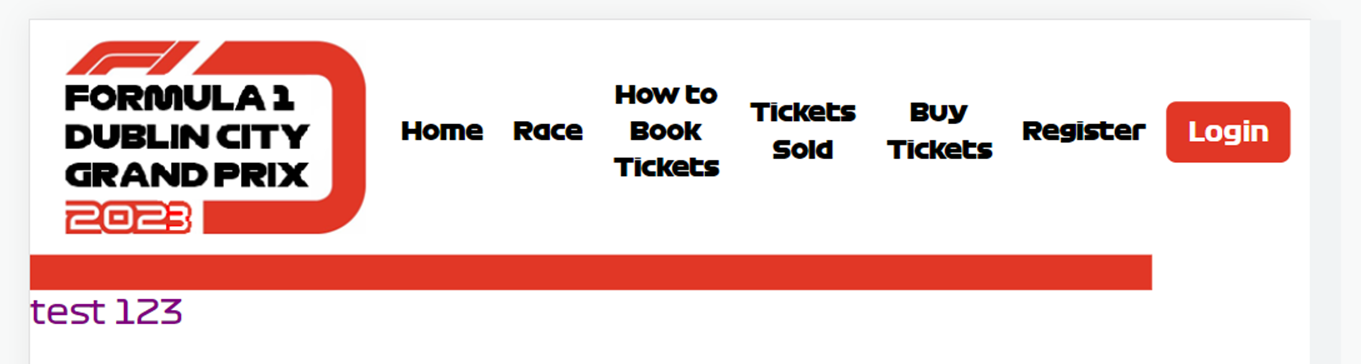 FORMULA 1
DUBLIN CITY
GRAND PRIX
2023
Home
Race
How to
Book
Tickets
Tickets
Sold
Buy
Tickets
Register
Login
test 123